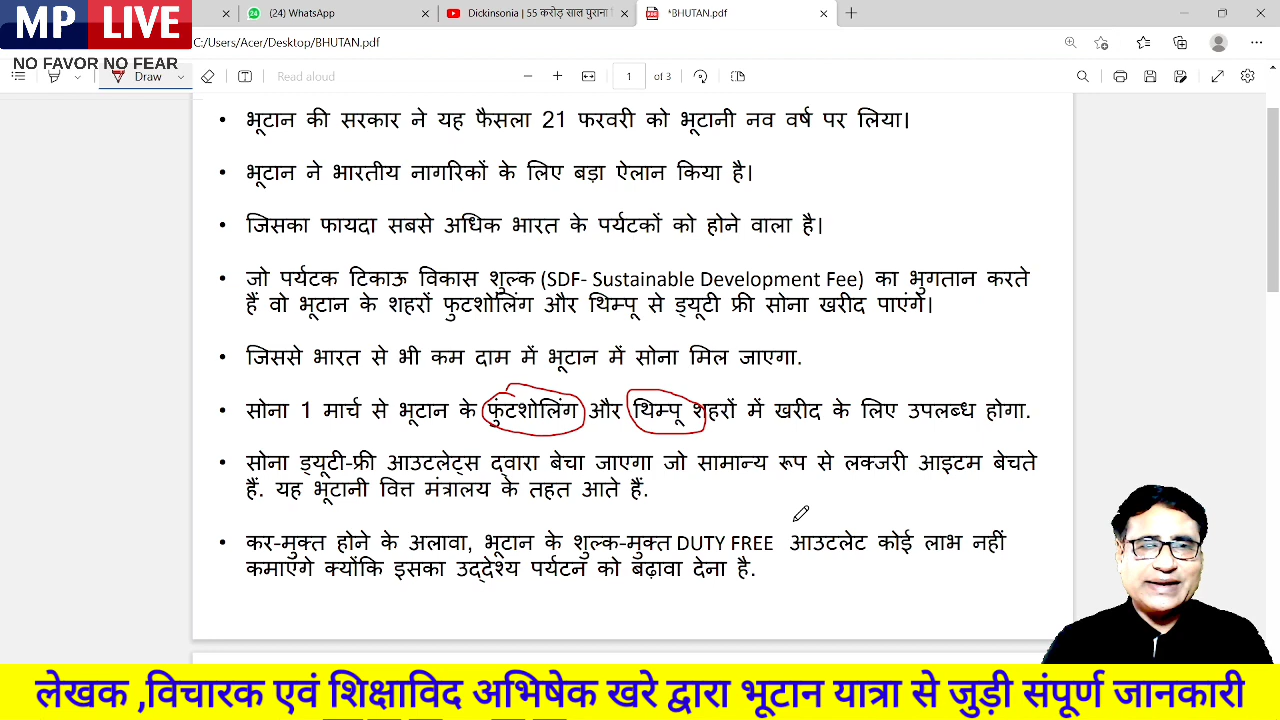 MP LIVE
NO FAVOR NO FEAR
(24) WhatsApp
Dickinsonia | 55 करोड़ साल पुराना
*BHUTAN.pdf
C:/Users/Acer/Desktop/BHUTAN.pdf
Draw
Read aloud
1 of 3
• भूटान की सरकार ने यह फैसला 21 फरवरी को भूटानी नव वर्ष पर लिया।
• भूटान ने भारतीय नागरिकों के लिए बड़ा ऐलान किया है।
• जिसका फायदा सबसे अधिक भारत के पर्यटकों को होने वाला है।
• जो पर्यटक टिकाऊ विकास शुल्क (SDF- Sustainable Development Fee) का भुगतान करते
हैं वो भूटान के शहरों फुटशोलिंग और थिम्पू से ड्यूटी फ्री सोना खरीद पाएंगे।
• जिससे भारत से भी कम दाम में भूटान में सोना मिल जाएगा.
• सोना 1 मार्च से भूटान के फुंटशोलिंग और थिम्पू शहरों में खरीद के लिए उपलब्ध होगा.
• सोना ड्यूटी-फ्री आउटलेट्स द्वारा बेचा जाएगा जो सामान्य रूप से लक्जरी आइटम बेचते
हैं. यह भूटानी वित्त मंत्रालय के तहत आते हैं.
• कर-मुक्त होने के अलावा, भूटान के शुल्क-मुक्त DUTY FREE आउटलेट कोई लाभ नहीं
कमाएंगे क्योंकि इसका उद्देश्य पर्यटन को बढ़ावा देना है.
लेखक ,विचारक एवं शिक्षाविद अभिषेक खरे द्वारा भूटान यात्रा से जुड़ी संपूर्ण जानकारी